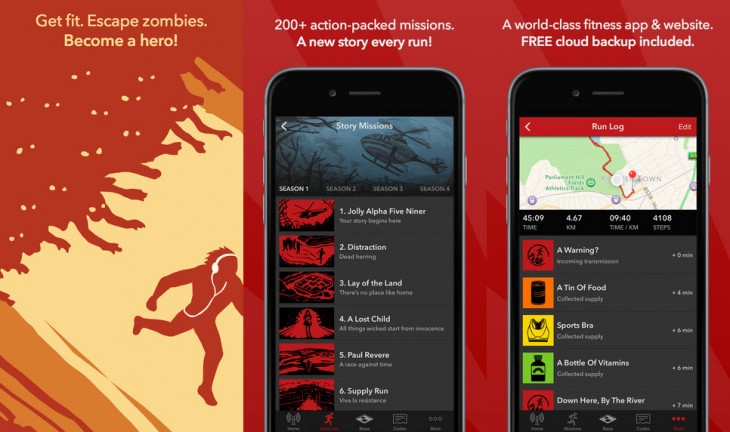 Get fit. Escape zombies.
Become a hero!
200+ action-packed missions.
A new story every run!
Story Missions
SEASON 1
SEASON 2
SEASON 3
SEASON 4
1. Jolly Alpha Five Niner
Your story begins here
2. Distraction
Dead herring
3. Lay of the Land
There's no place like home
4. A Lost Child
All things wicked start from innocence
5. Paul Revere
A race against time
6. Supply Run
Viva la resistance
Home
Missions
Base
Codex
More
A world-class fitness app & website.
FREE cloud backup included.
Run Log
Edit
Parliament Hill
Fields
Athletics Track
TOWN
45:09
4.67
09:40
4108
TIME
KM
TIME / KM
STEPS
A Warning?
Incoming transmission
+ 0 min
A Tin Of Food
Collected supply
+ 4 min
Sports Bra
Collected supply
+ 6 min
A Bottle Of Vitamins
Collected supply
+ 6 min
Down Here, By The River
+ 7 min
Home
Missions
Base
Codex